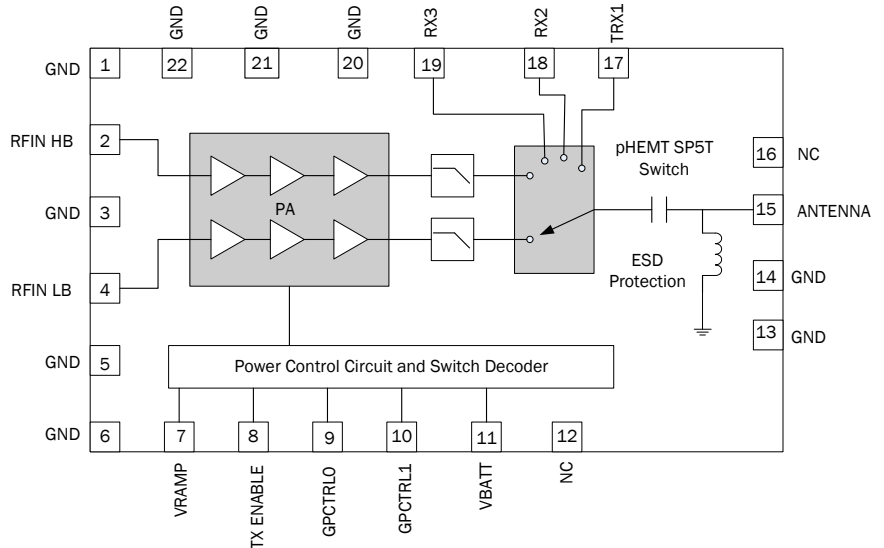 GND
GND
GND
RX3
RX2
TRX1
GND
1
22
21
20
19
18
17
RFIN HB
2
pHEMT SP5T
Switch
16
NC
GND
3
PA
15
ANTENNA
RFIN LB
4
ESD
Protection
14
GND
13
GND
GND
5
Power Control Circuit and Switch Decoder
GND
6
7
8
9
10
11
12
VRAMP
TX ENABLE
GPCTRL0
GPCTRL1
VBATT
NC